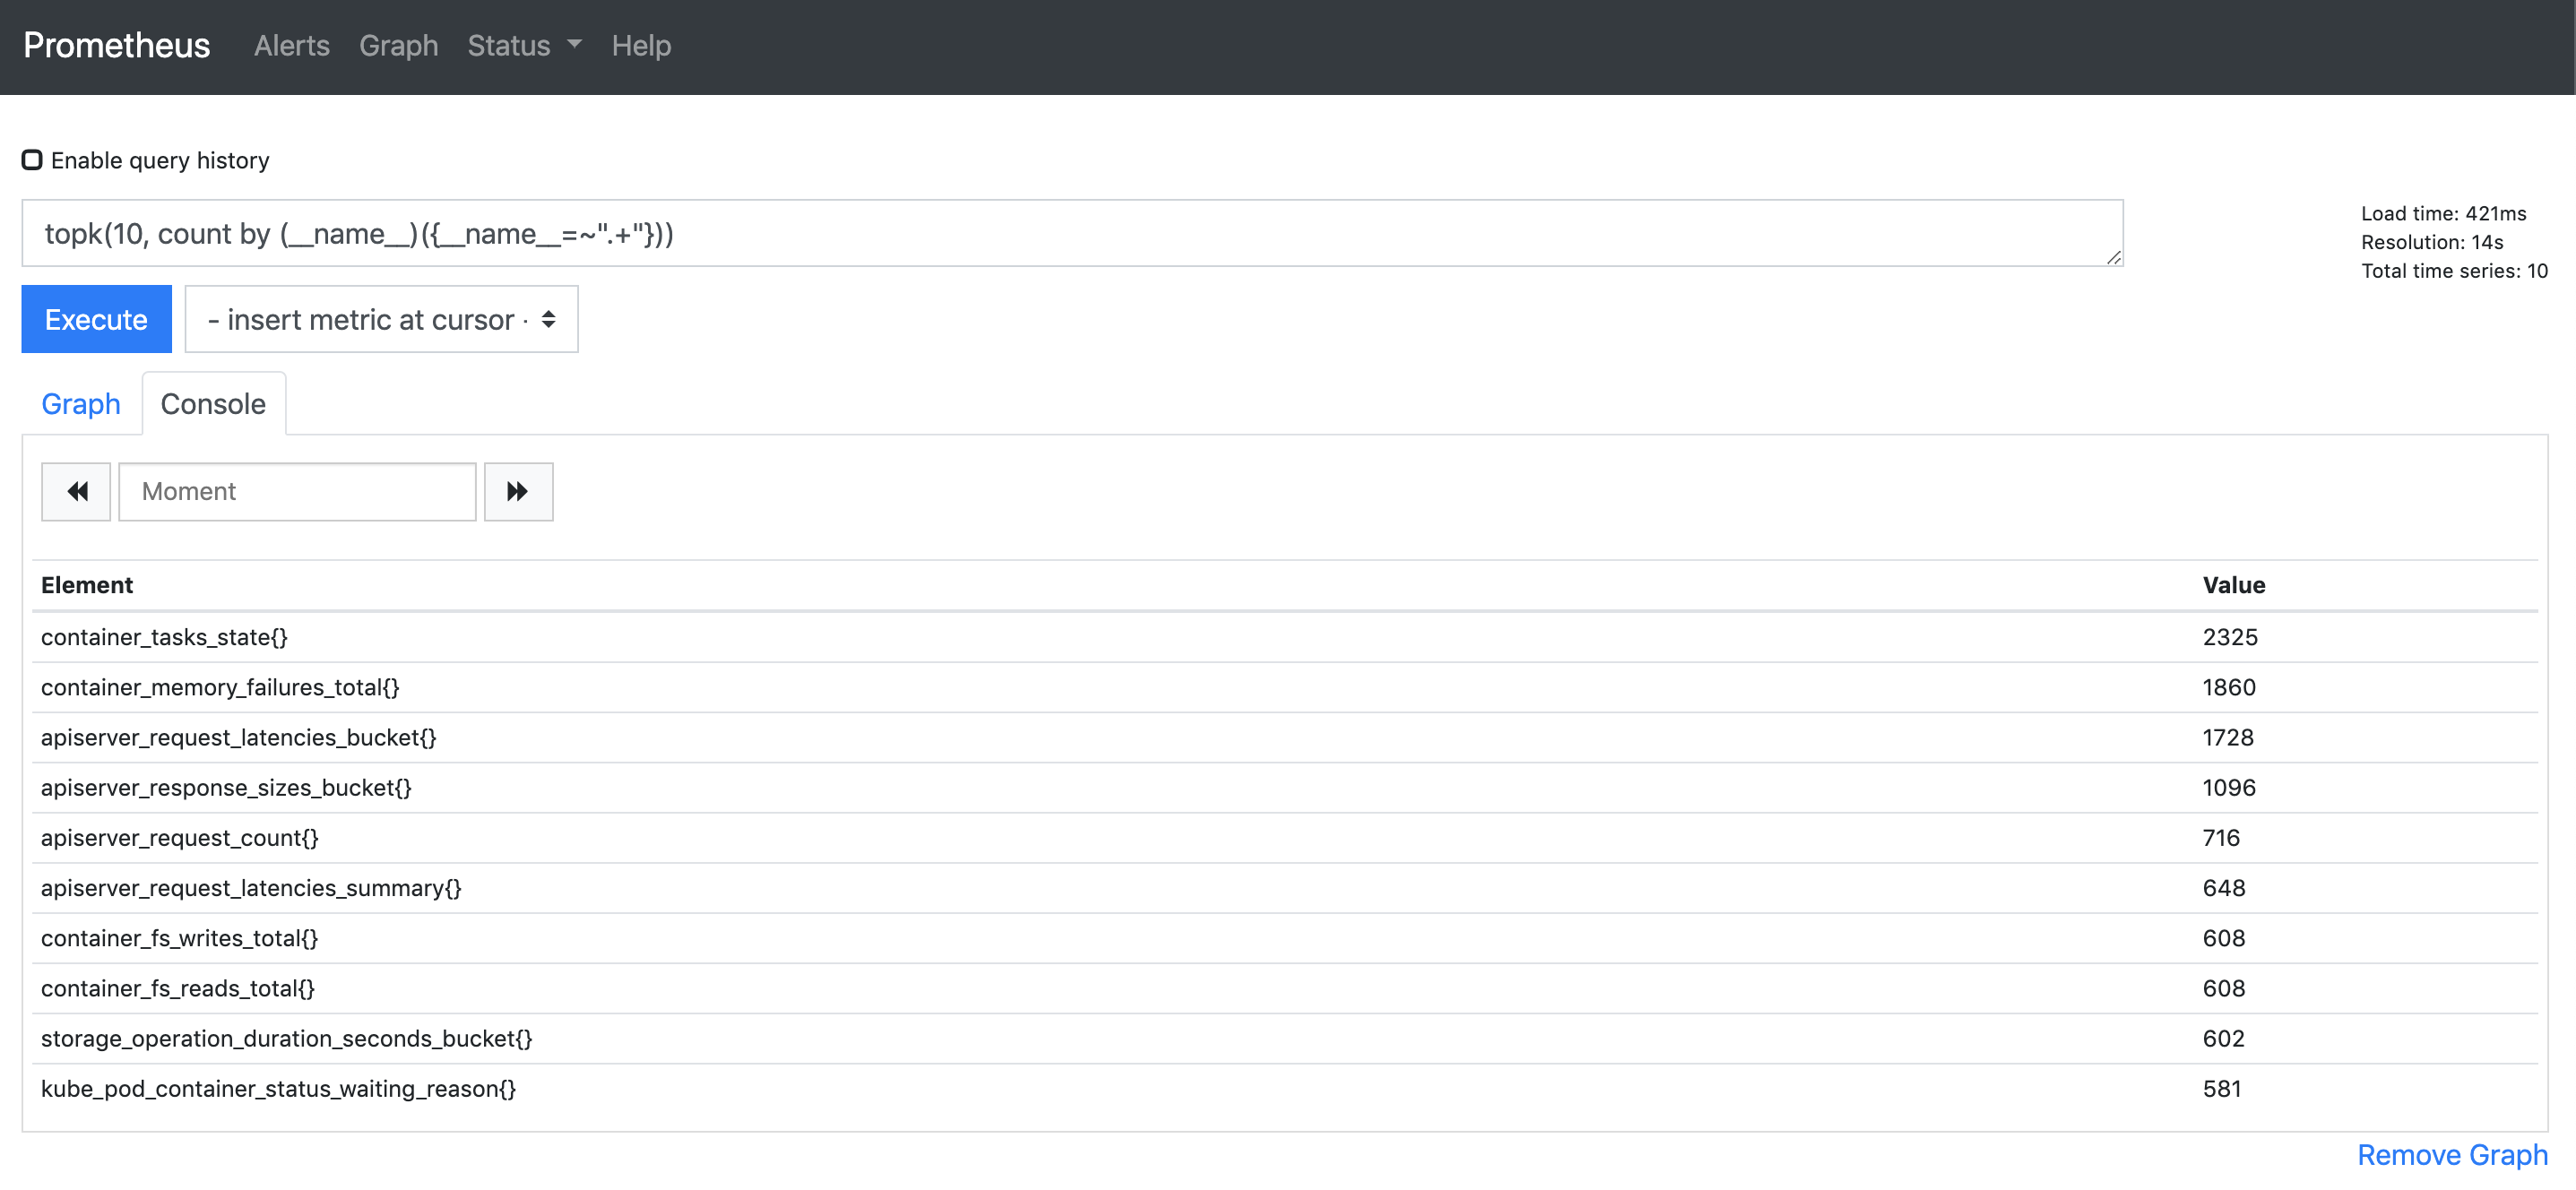 Prometheus Alerts Graph Status Help
Enable query history
topk(10, count by (__name__)({__name__=~".+"}))
Load time: 421ms
Resolution: 14s
Total time series: 10
Execute - insert metric at cursor -
Graph Console
Moment
Element Value
container_tasks_state{} 2325
container_memory_failures_total{} 1860
apiserver_request_latencies_bucket{} 1728
apiserver_response_sizes_bucket{} 1096
apiserver_request_count{} 716
apiserver_request_latencies_summary{} 648
container_fs_writes_total{} 608
container_fs_reads_total{} 608
storage_operation_duration_seconds_bucket{} 602
kube_pod_container_status_waiting_reason{} 581
Remove Graph